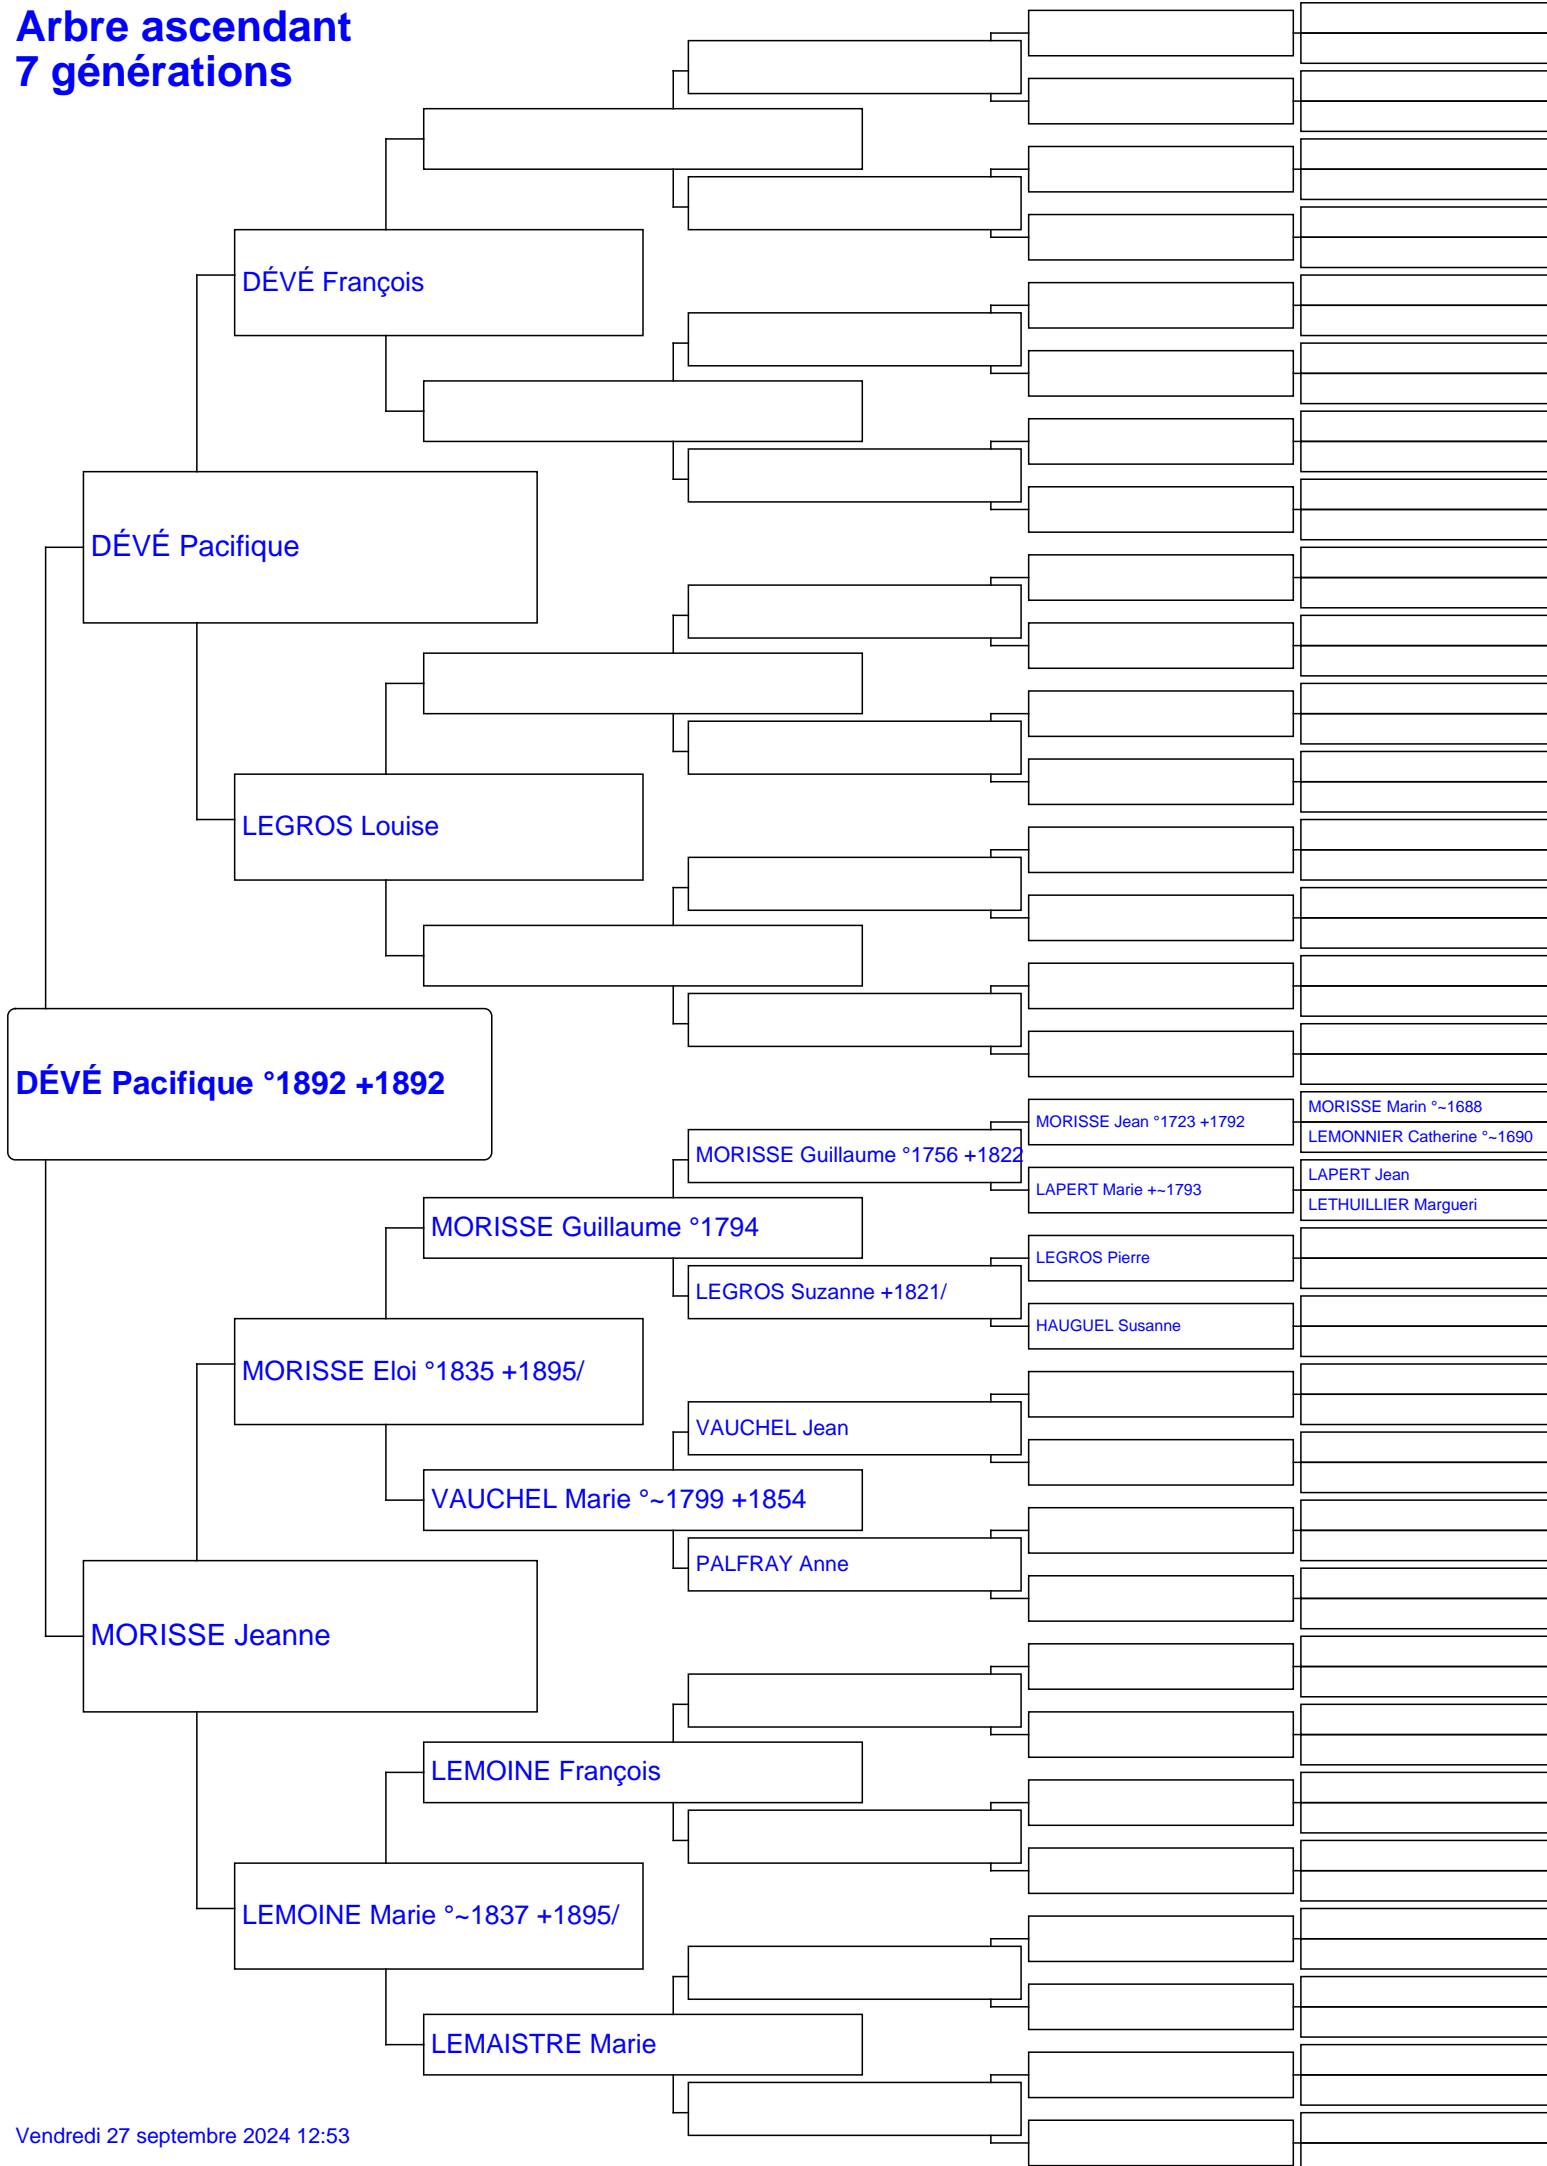 Arbre ascendant
7 générations
DÉVÉ François
DÉVÉ Pacifique
LEGROS Louise
DÉVÉ Pacifique °1892 +1892
MORISSE Jean °1723 +1792
MORISSE Marin °~1688
LEMONNIER Catherine °~1690
MORISSE Guillaume °1756 +1822
LAPERT Marie +~1793
LAPERT Jean
LETHUILLIER Margueri
MORISSE Guillaume °1794
LEGROS Pierre
LEGROS Suzanne +1821/
HAUGUEL Susanne
MORISSE Eloi °1835 +1895/
VAUCHEL Jean
VAUCHEL Marie °~1799 +1854
PALFRAY Anne
MORISSE Jeanne
LEMOINE François
LEMOINE Marie °~1837 +1895/
LEMAISTRE Marie
Vendredi 27 septembre 2024 12:53